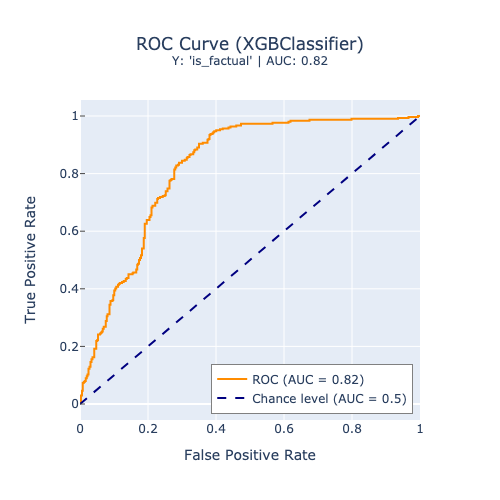 ROC Curve (XGBClassifier)
Y: 'is_factual' | AUC: 0.82
True Positive Rate
1
0.8
0.6
0.4
0.2
0
ROC (AUC = 0.82)
Chance level (AUC = 0.5)
0 0.2 0.4 0.6 0.8 1
False Positive Rate